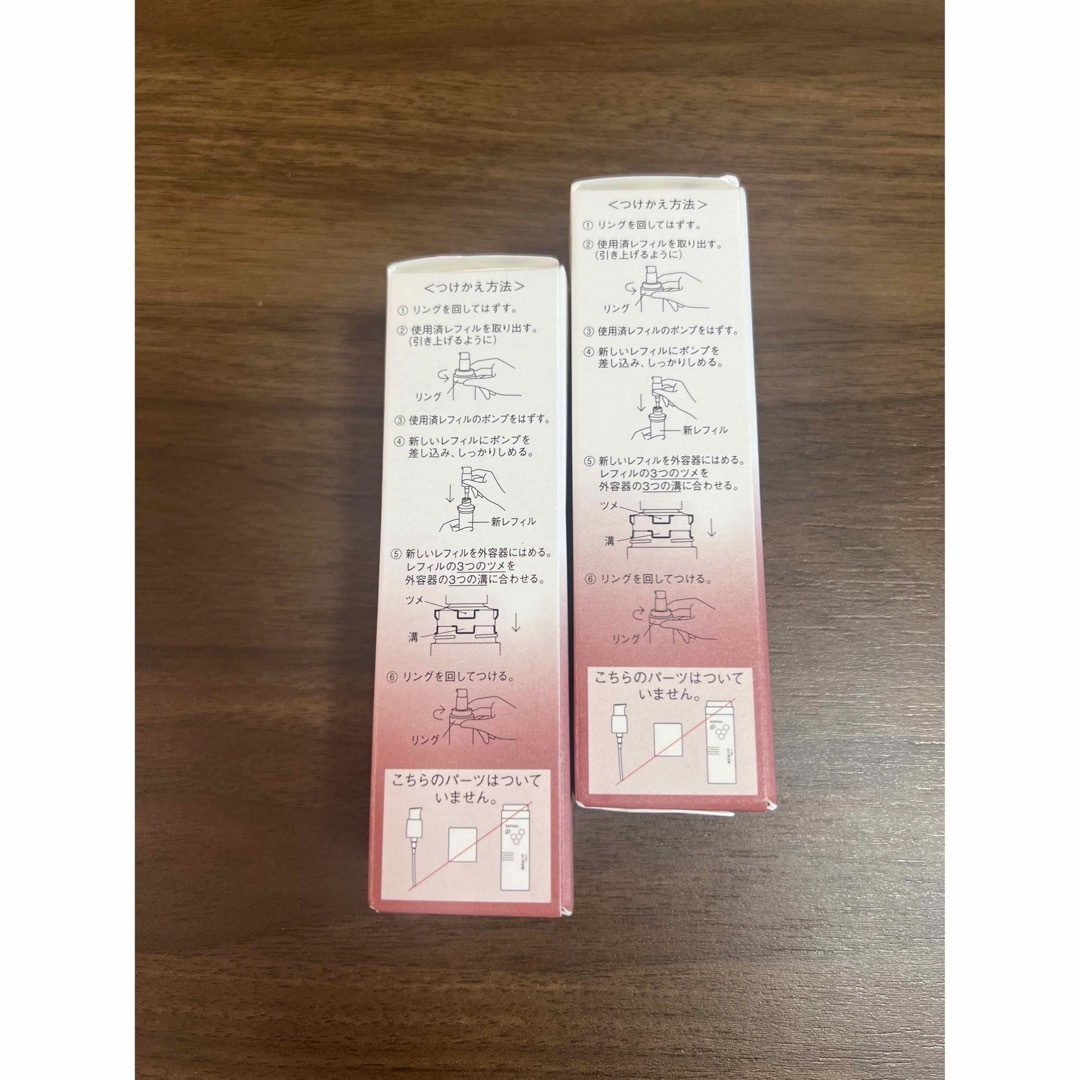 ＜つけかえ方法＞
① リングを回してはずす。
② 使用済レフィルを取り出す。
(引き上げるように)
リング
③ 使用済レフィルのポンプをはずす。
④ 新しいレフィルにポンプを
差し込み、しっかりしめる。
新レフィル
⑤ 新しいレフィルを外容器にはめる。
レフィルの3つのツメを
外容器の3つの溝に合わせる。
ツメ
溝
⑥ リングを回してつける。
リング
こちらのパーツはついて
いません。
＜つけかえ方法＞
① リングを回してはずす。
② 使用済レフィルを取り出す。
(引き上げるように)
リング
③ 使用済レフィルのポンプをはずす。
④ 新しいレフィルにポンプを
差し込み、しっかりしめる。
新レフィル
⑤ 新しいレフィルを外容器にはめる。
レフィルの3つのツメを
外容器の3つの溝に合わせる。
ツメ
溝
⑥ リングを回してつける。
リング
こちらのパーツはついて
いません。